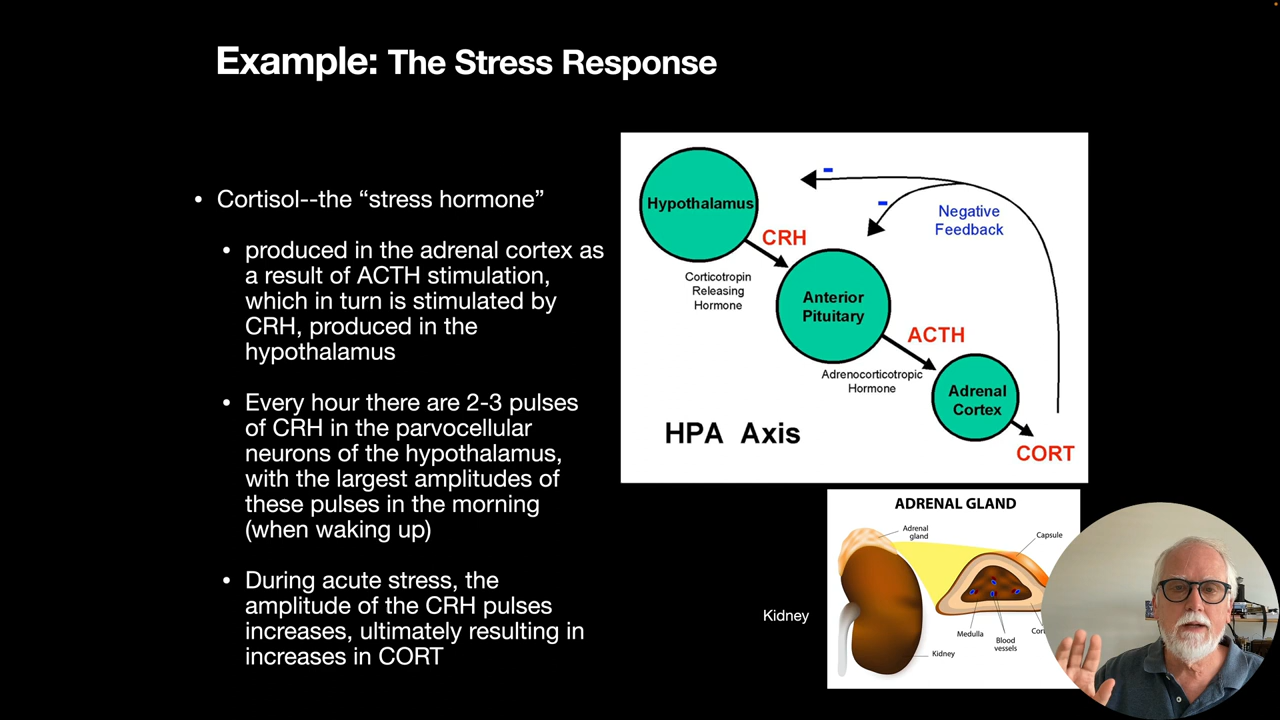 Example: The Stress Response
• Cortisol--the “stress hormone”
• produced in the adrenal cortex as
a result of ACTH stimulation,
which in turn is stimulated by
CRH, produced in the
hypothalamus
• Every hour there are 2-3 pulses
of CRH in the parvocellular
neurons of the hypothalamus,
with the largest amplitudes of
these pulses in the morning
(when waking up)
• During acute stress, the
amplitude of the CRH pulses
increases, ultimately resulting in
increases in CORT
Hypothalamus
-
-
Negative
Feedback
CRH
Corticotropin
Releasing
Hormone
Anterior
Pituitary
ACTH
Adrenocorticotropic
Hormone
Adrenal
Cortex
CORT
HPA Axis
ADRENAL GLAND
Adrenal
gland
Capsule
Medulla
Blood
vessels
Kidney
Kidney